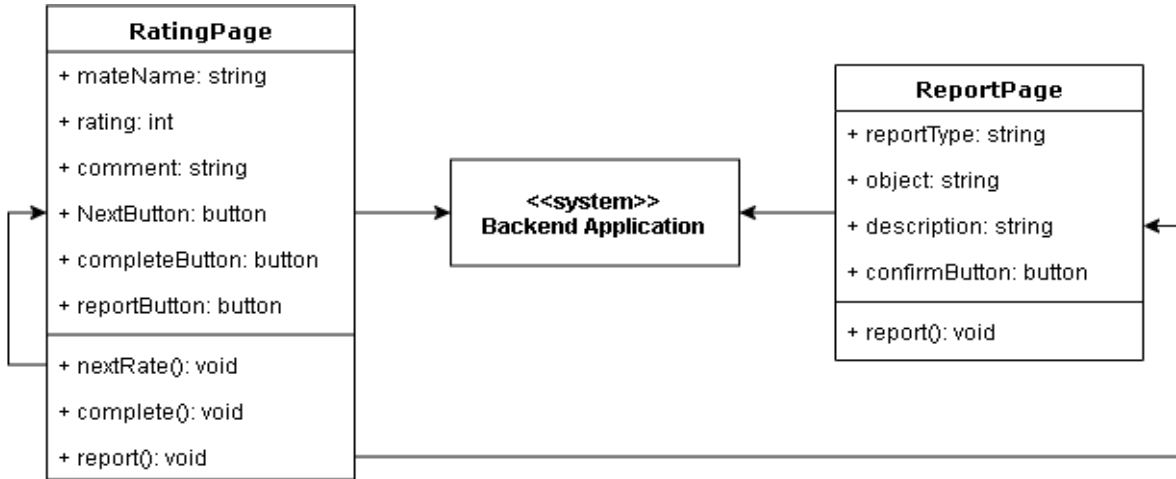 RatingPage
+ mateName: string
+ rating: int
+ comment: string
+ NextButton: button
+ completeButton: button
+ reportButton: button
+ nextRate(): void
+ complete(): void
+ report(): void
<<system>>
Backend Application
ReportPage
+ reportType: string
+ object: string
+ description: string
+ confirmButton: button
+ report(): void